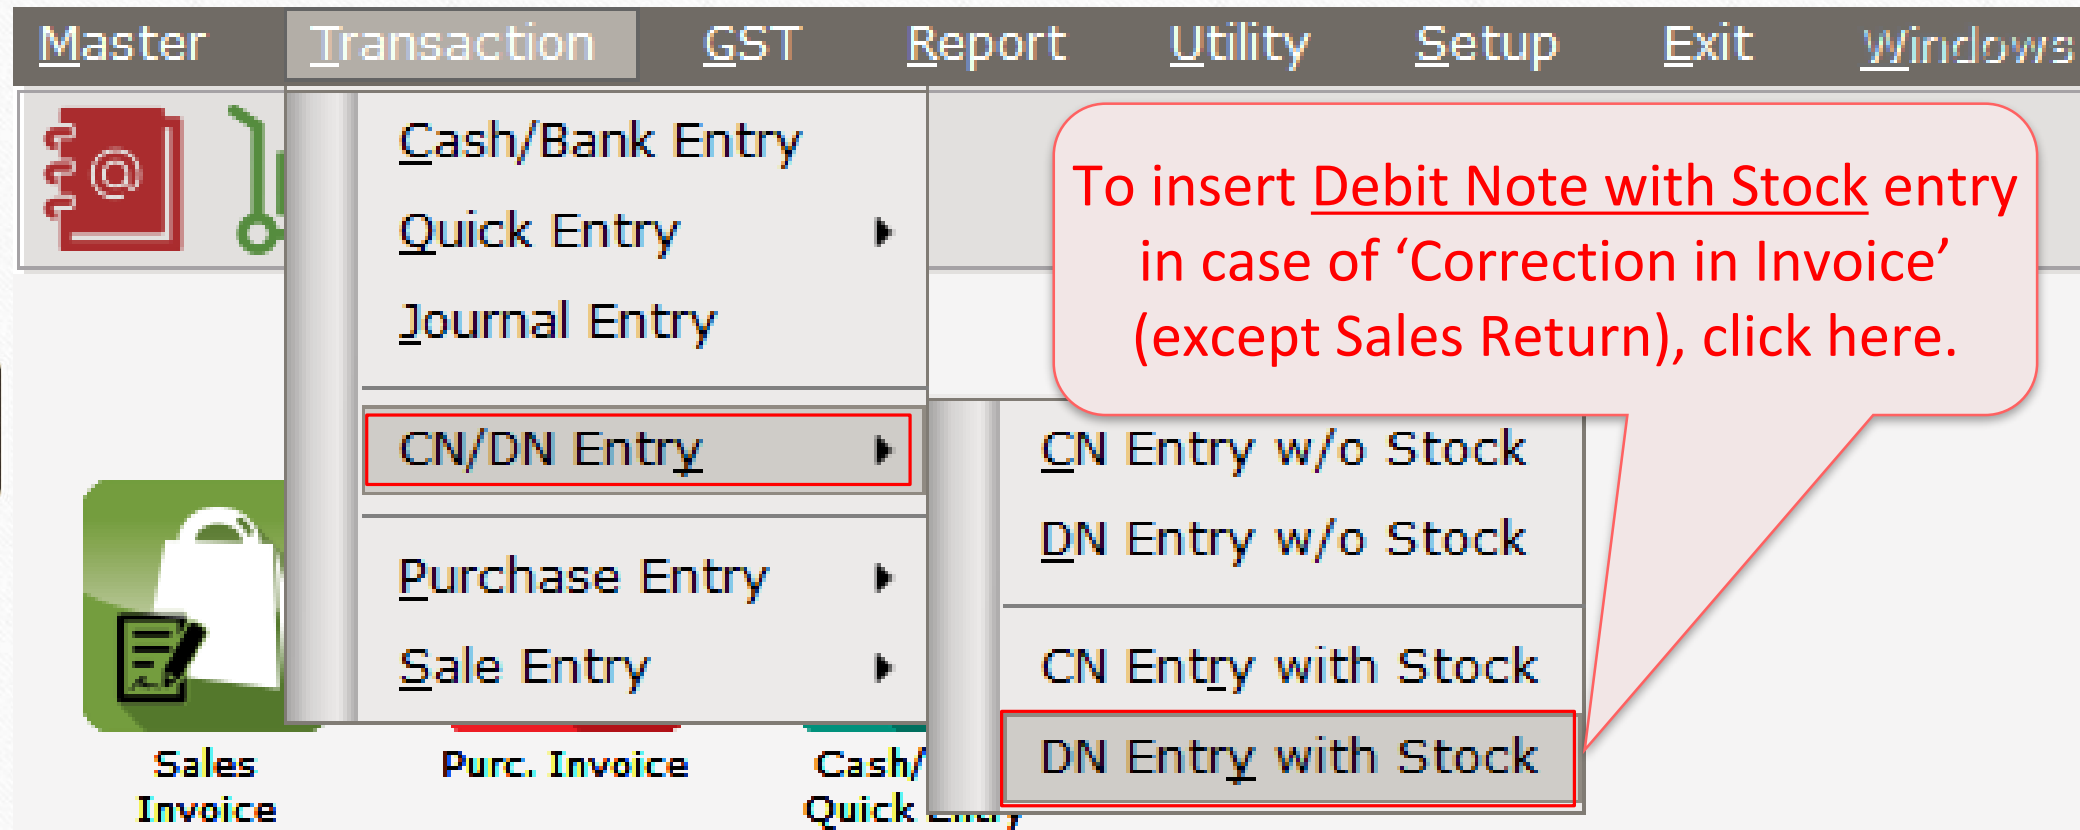 Master Transaction GST Report Utility Setup Exit Windows
Cash/Bank Entry
Quick Entry
Journal Entry
CN/DN Entry
Purchase Entry
Sale Entry
To insert Debit Note with Stock entry
in case of ‘Correction in Invoice’
(except Sales Return), click here.
CN Entry w/o Stock
DN Entry w/o Stock
CN Entry with Stock
DN Entry with Stock
Sales
Invoice
Purc. Invoice
Cash/
Quick Entry